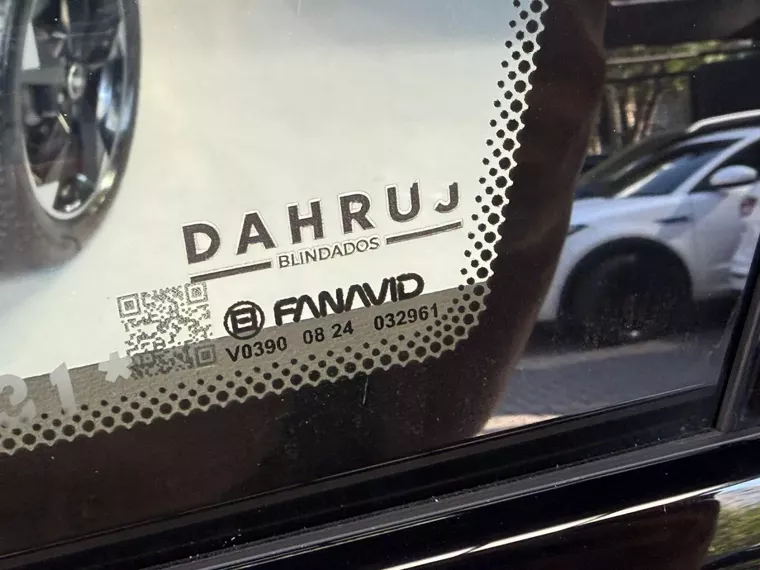 DAHRUJ
BLINDADOS
FANAVID
V0390 08 24 032961